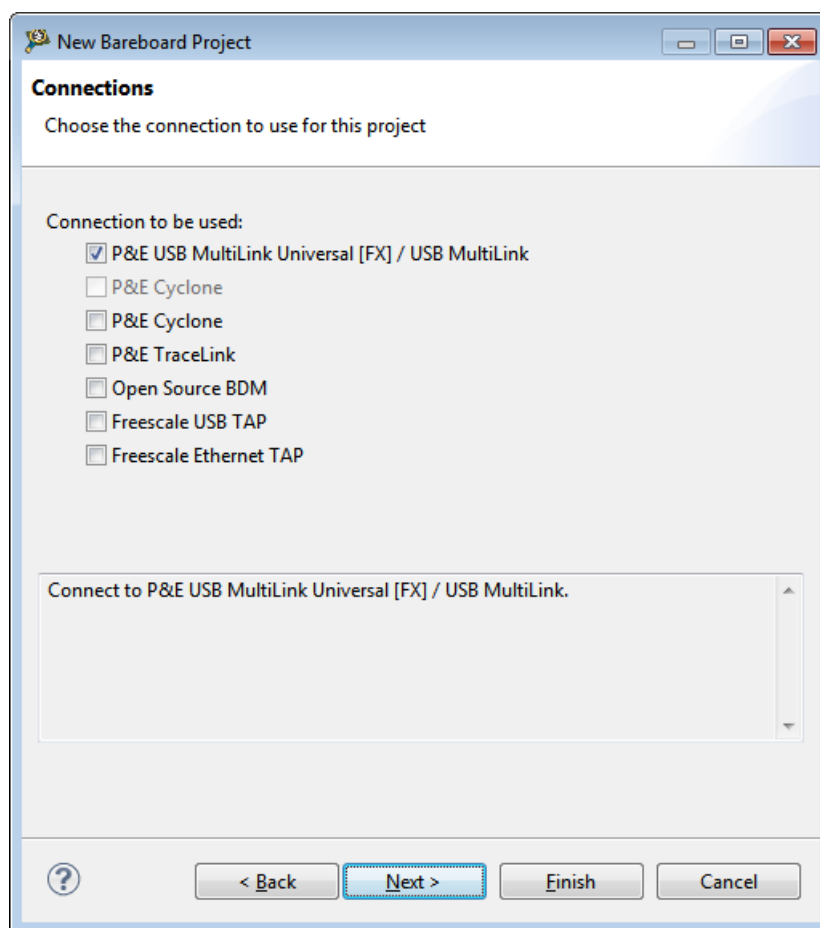 New Bareboard Project
Connections
Choose the connection to use for this project
Connection to be used:
P&E USB MultiLink Universal [FX] / USB MultiLink
P&E Cyclone
P&E Cyclone
P&E TraceLink
Open Source BDM
Freescale USB TAP
Freescale Ethernet TAP
Connect to P&E USB MultiLink Universal [FX] / USB MultiLink.
? < Back Next > Finish Cancel